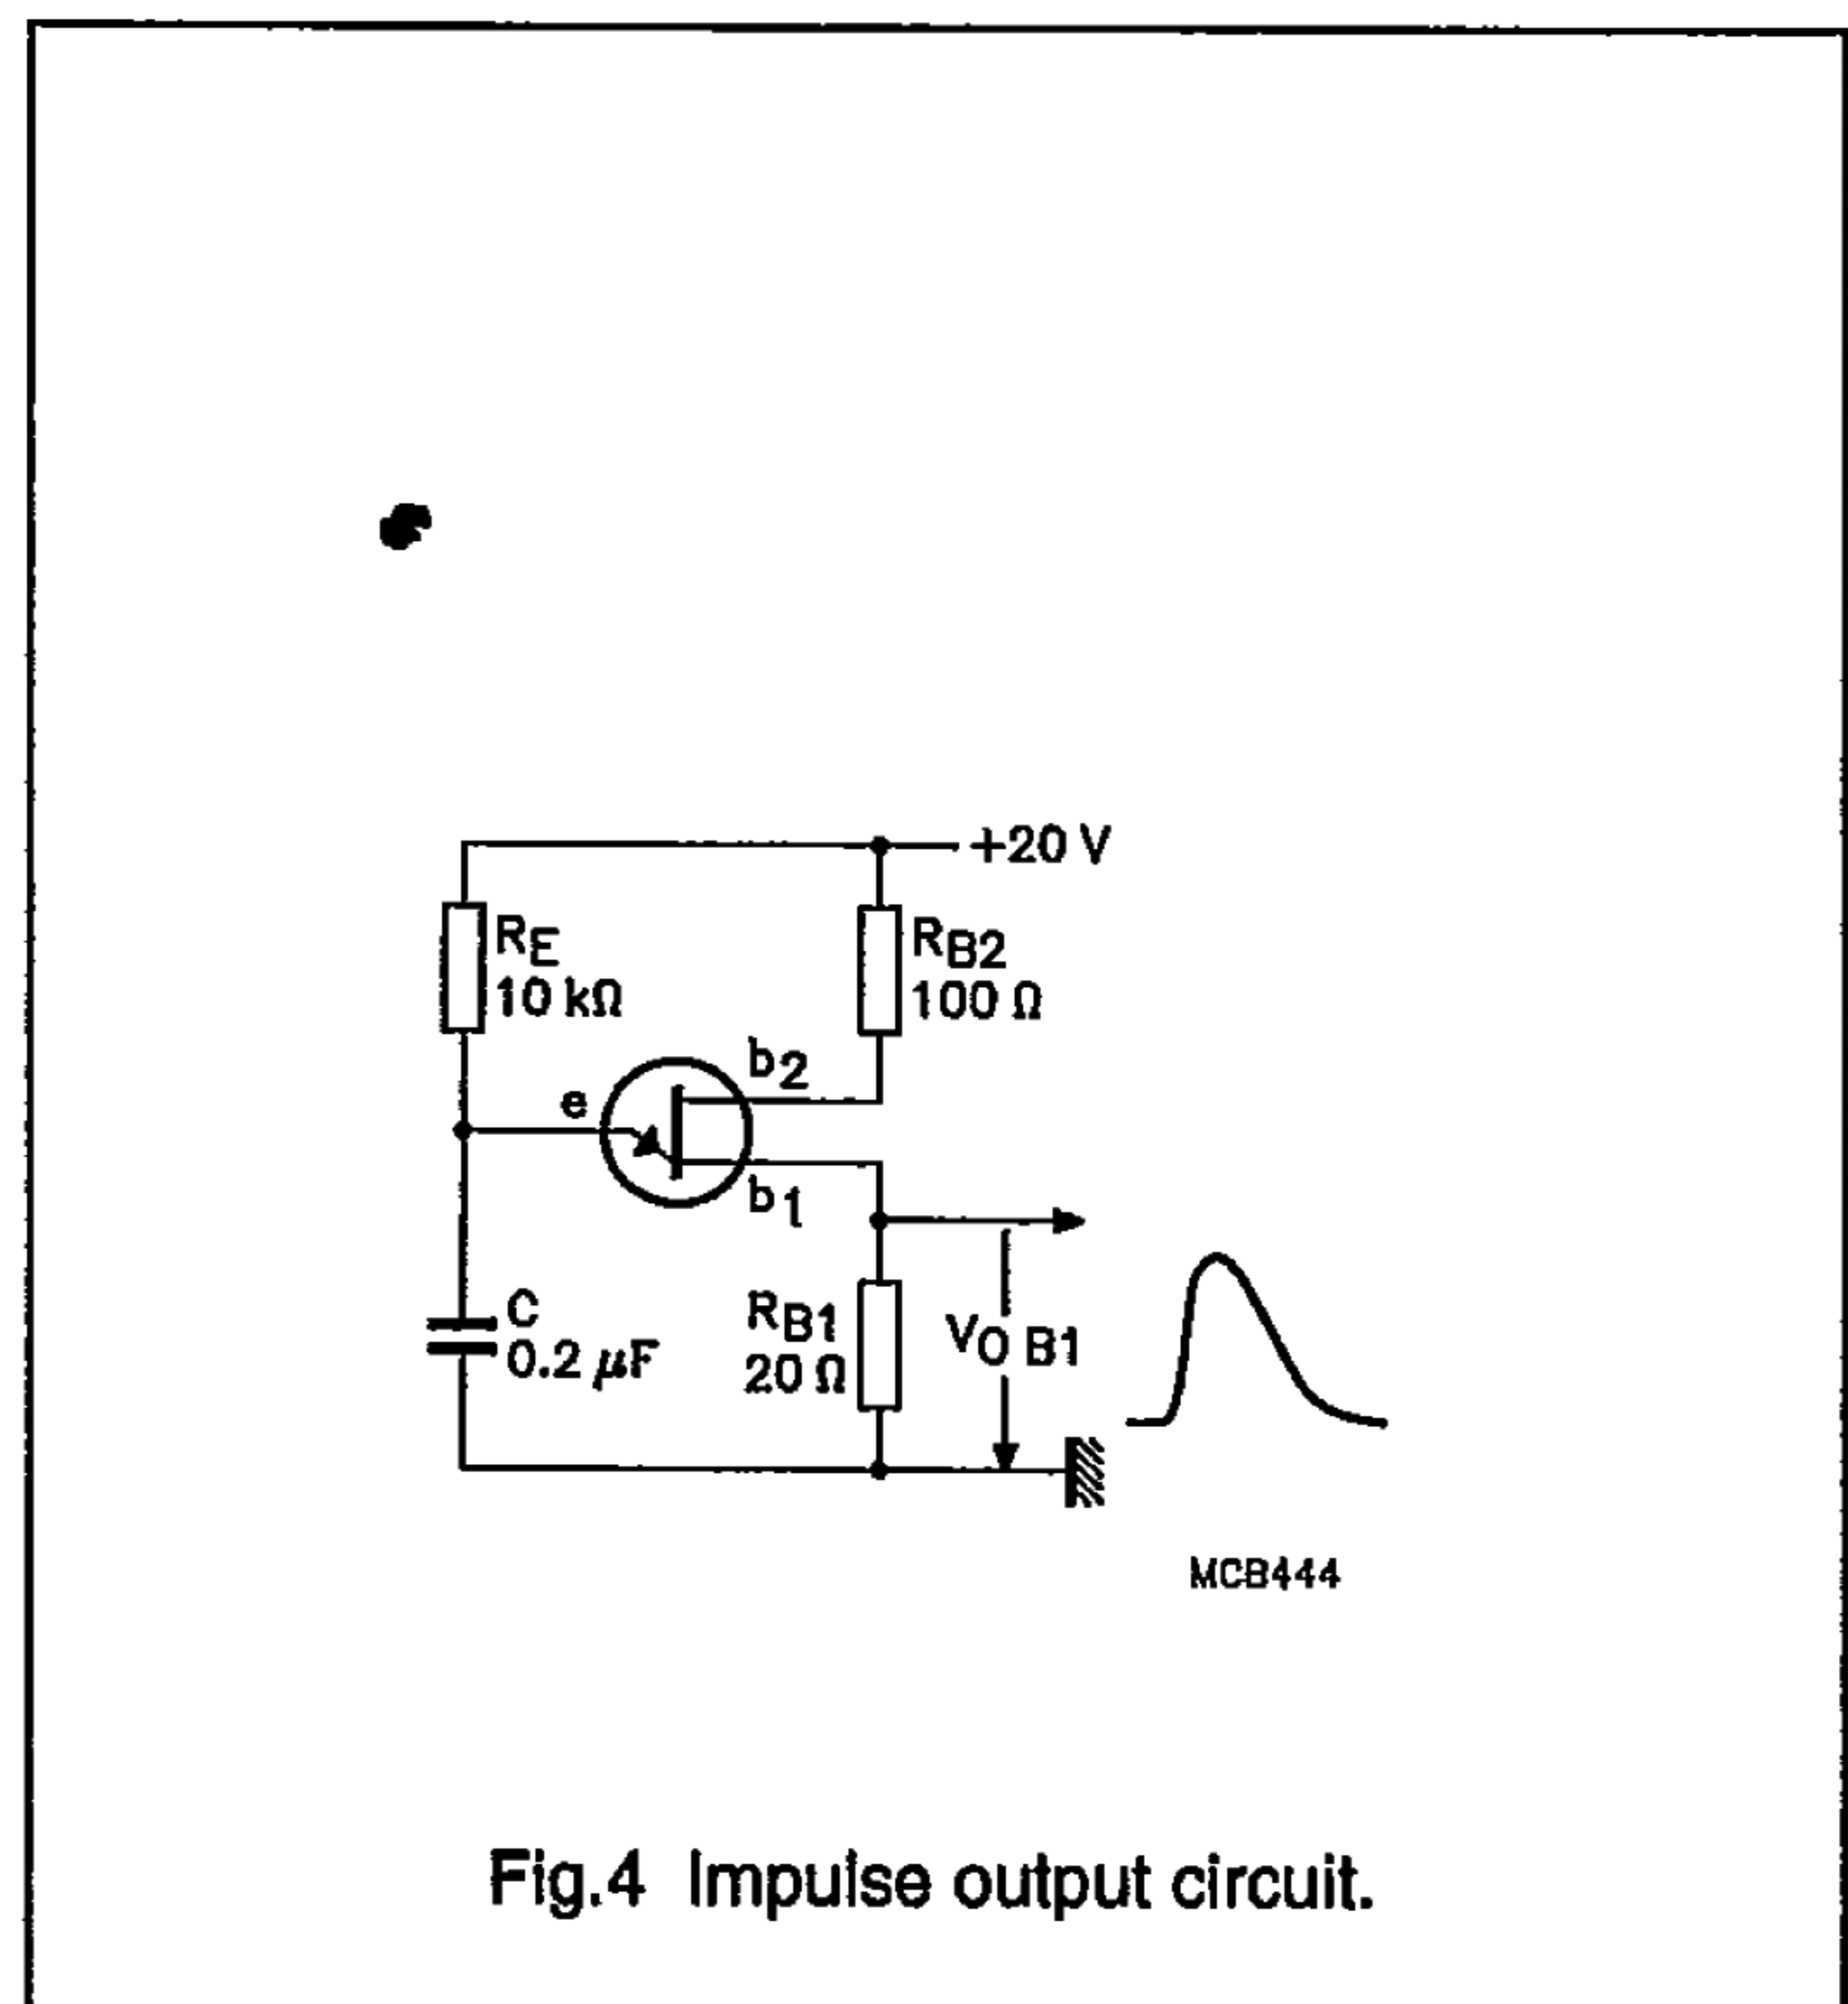 +20 V
RE
10 kΩ
RB2
100 Ω
b2
e
b1
C
0.2 μF
RB1
20 Ω
VO B1
MCB444
Fig.4 Impulse output circuit.